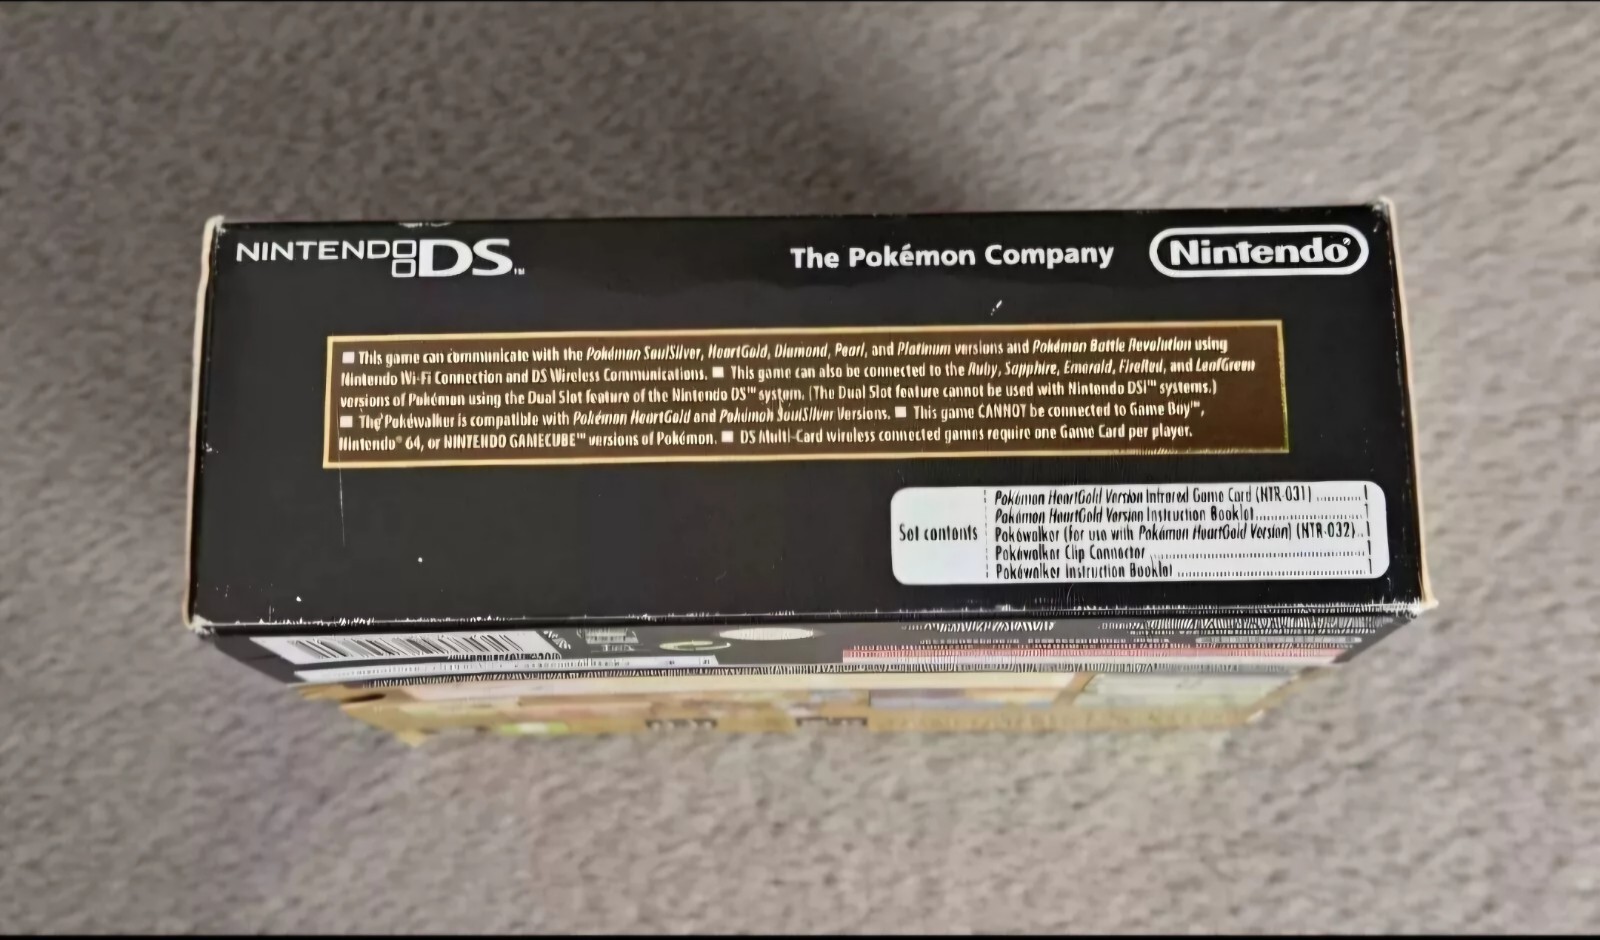 NINTENDO DS™
The Pokémon Company
Nintendo®
■ This game can communicate with the Pokémon SoulSilver, HeartGold, Diamond, Pearl, and Platinum versions and Pokémon Battle Revolution using
Nintendo Wi-Fi Connection and DS Wireless Communications. ■ This game can also be connected to the Ruby, Sapphire, Emerald, FireRed, and LeafGreen
versions of Pokémon using the Dual Slot feature of the Nintendo DS™ system. (The Dual Slot feature cannot be used with Nintendo DSi™ systems.)
■ The Pokéwalker is compatible with Pokémon HeartGold and Pokémon SoulSilver Versions. ■ This game CANNOT be connected to Game Boy™,
Nintendo® 64, or NINTENDO GAMECUBE™ versions of Pokémon. ■ DS Multi-Card wireless connected games require one Game Card per player.
Set contents
Pokémon HeartGold Version Infrared Game Card (NTR-031) .......... 1
Pokémon HeartGold Version Instruction Booklet .......... 1
Pokéwalker (for use with Pokémon HeartGold Version) (NTR-032) .. 1
Pokéwalker Clip Connector .......... 1
Pokéwalker Instruction Booklet .......... 1